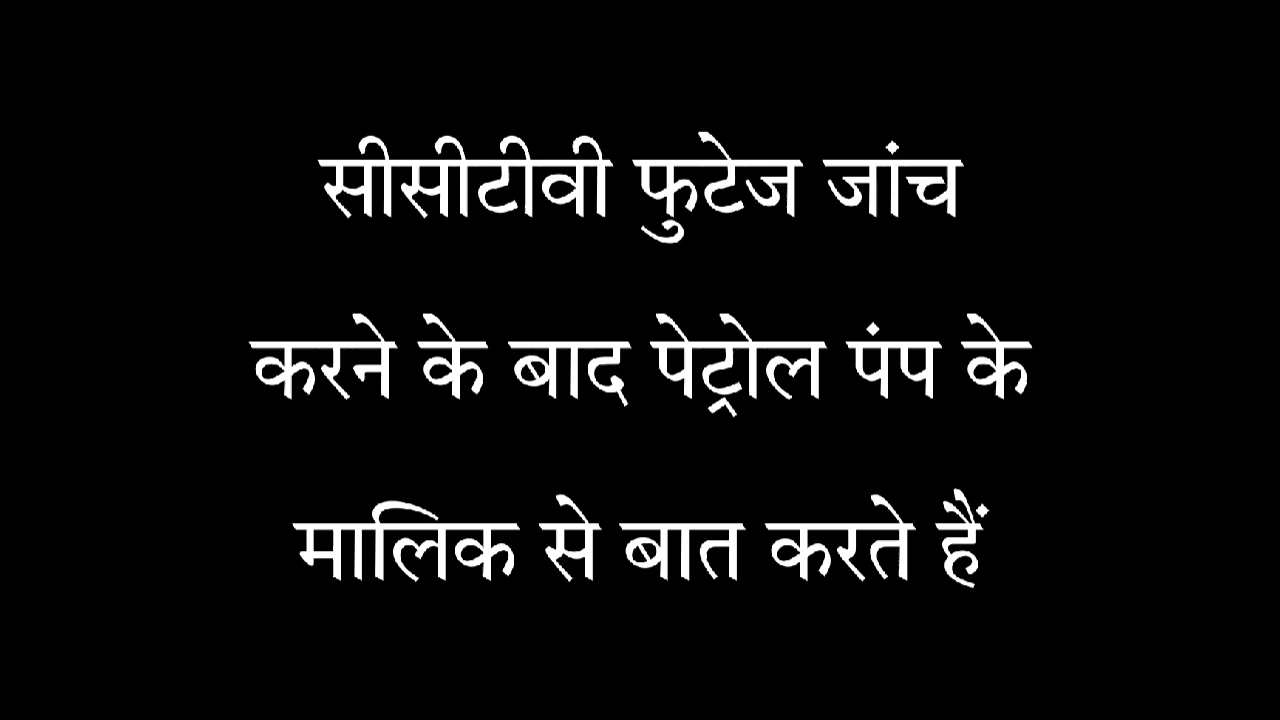 सीसीटीवी फुटेज जांच
करने के बाद पेट्रोल पंप के
मालिक से बात करते हैं